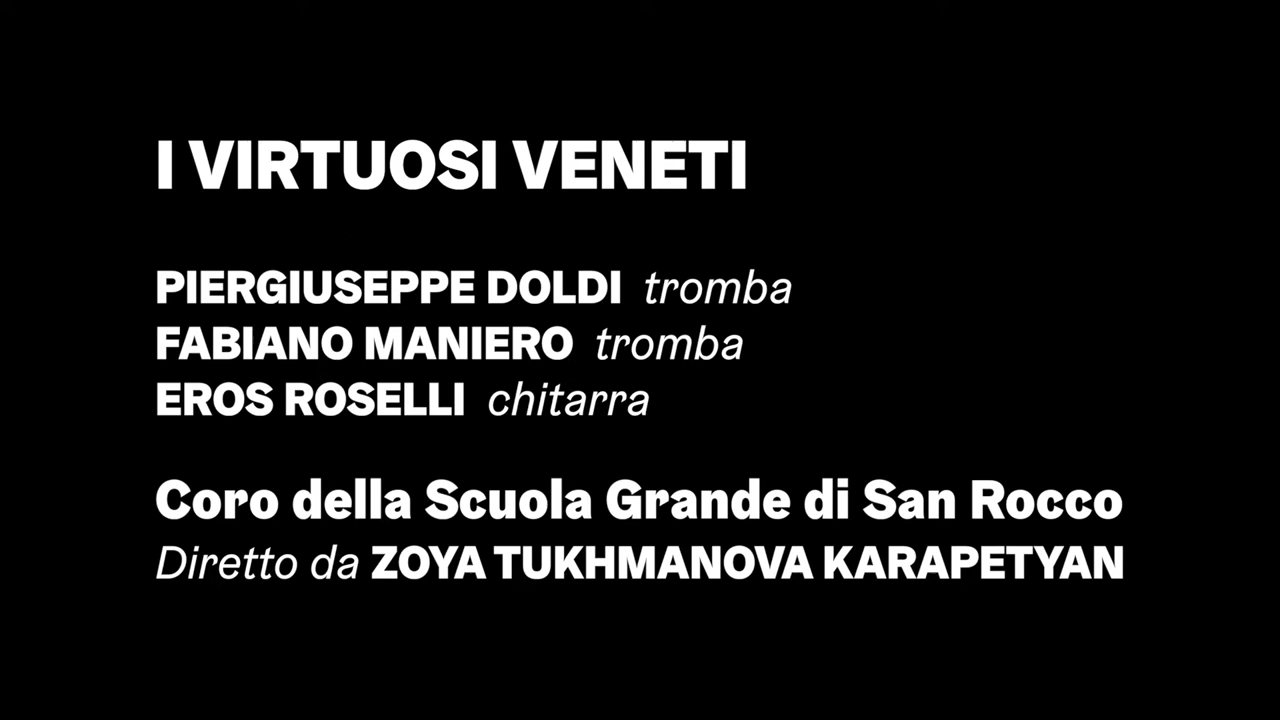 I VIRTUOSI VENETI
PIERGIUSEPPE DOLDI tromba
FABIANO MANIERO tromba
EROS ROSELLI chitarra
Coro della Scuola Grande di San Rocco
Diretto da ZOYA TUKHMANOVA KARAPETYAN